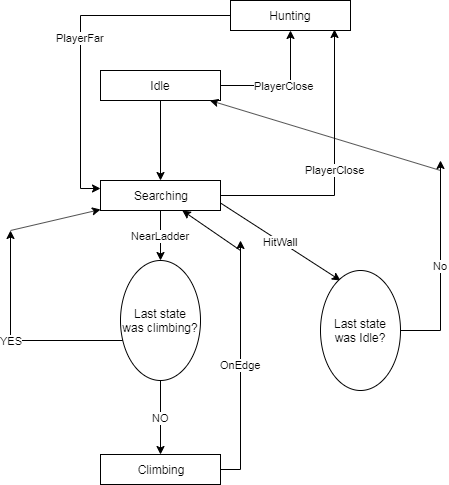 Hunting
PlayerFar
Idle
PlayerClose
PlayerClose
Searching
NearLadder
HitWall
No
Last state
was climbing?
Last state
was Idle?
YES
OnEdge
NO
Climbing